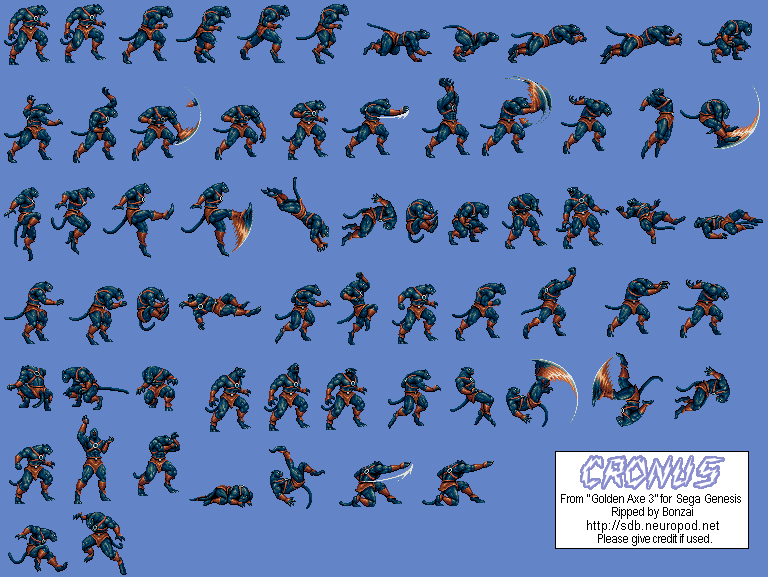 CRONUS
From "Golden Axe 3" for Sega Genesis
Ripped by Bonzai
http://sdb.neuropod.net
Please give credit if used.